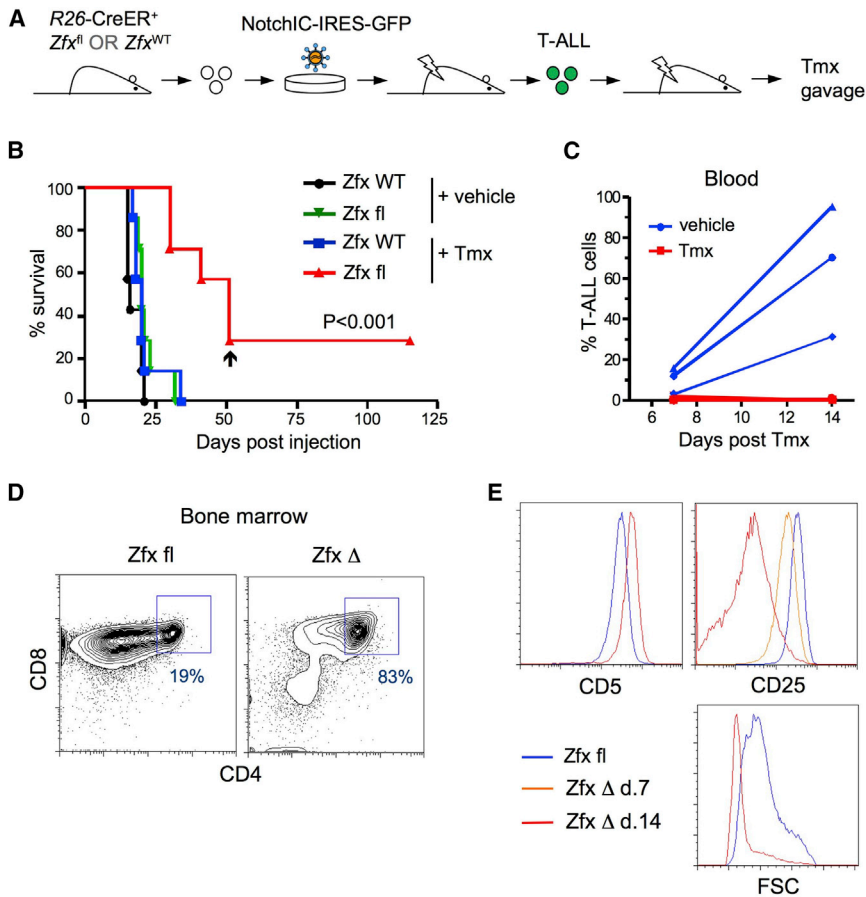 A
R26-CreER⁺
Zfxᶠˡ OR Zfxᵂᵀ
NotchIC-IRES-GFP
T-ALL
Tmx
gavage
B
% survival
100
80
60
40
20
0
0 25 50 75 100 125
Days post injection
Zfx WT
Zfx fl
+ vehicle
Zfx WT
Zfx fl
+ Tmx
P<0.001
C
Blood
% T-ALL cells
100
80
60
40
20
0
6 8 10 12 14
Days post Tmx
vehicle
Tmx
D
Bone marrow
Zfx fl
Zfx Δ
CD8
19%
83%
CD4
E
CD5
CD25
Zfx fl
Zfx Δ d.7
Zfx Δ d.14
FSC